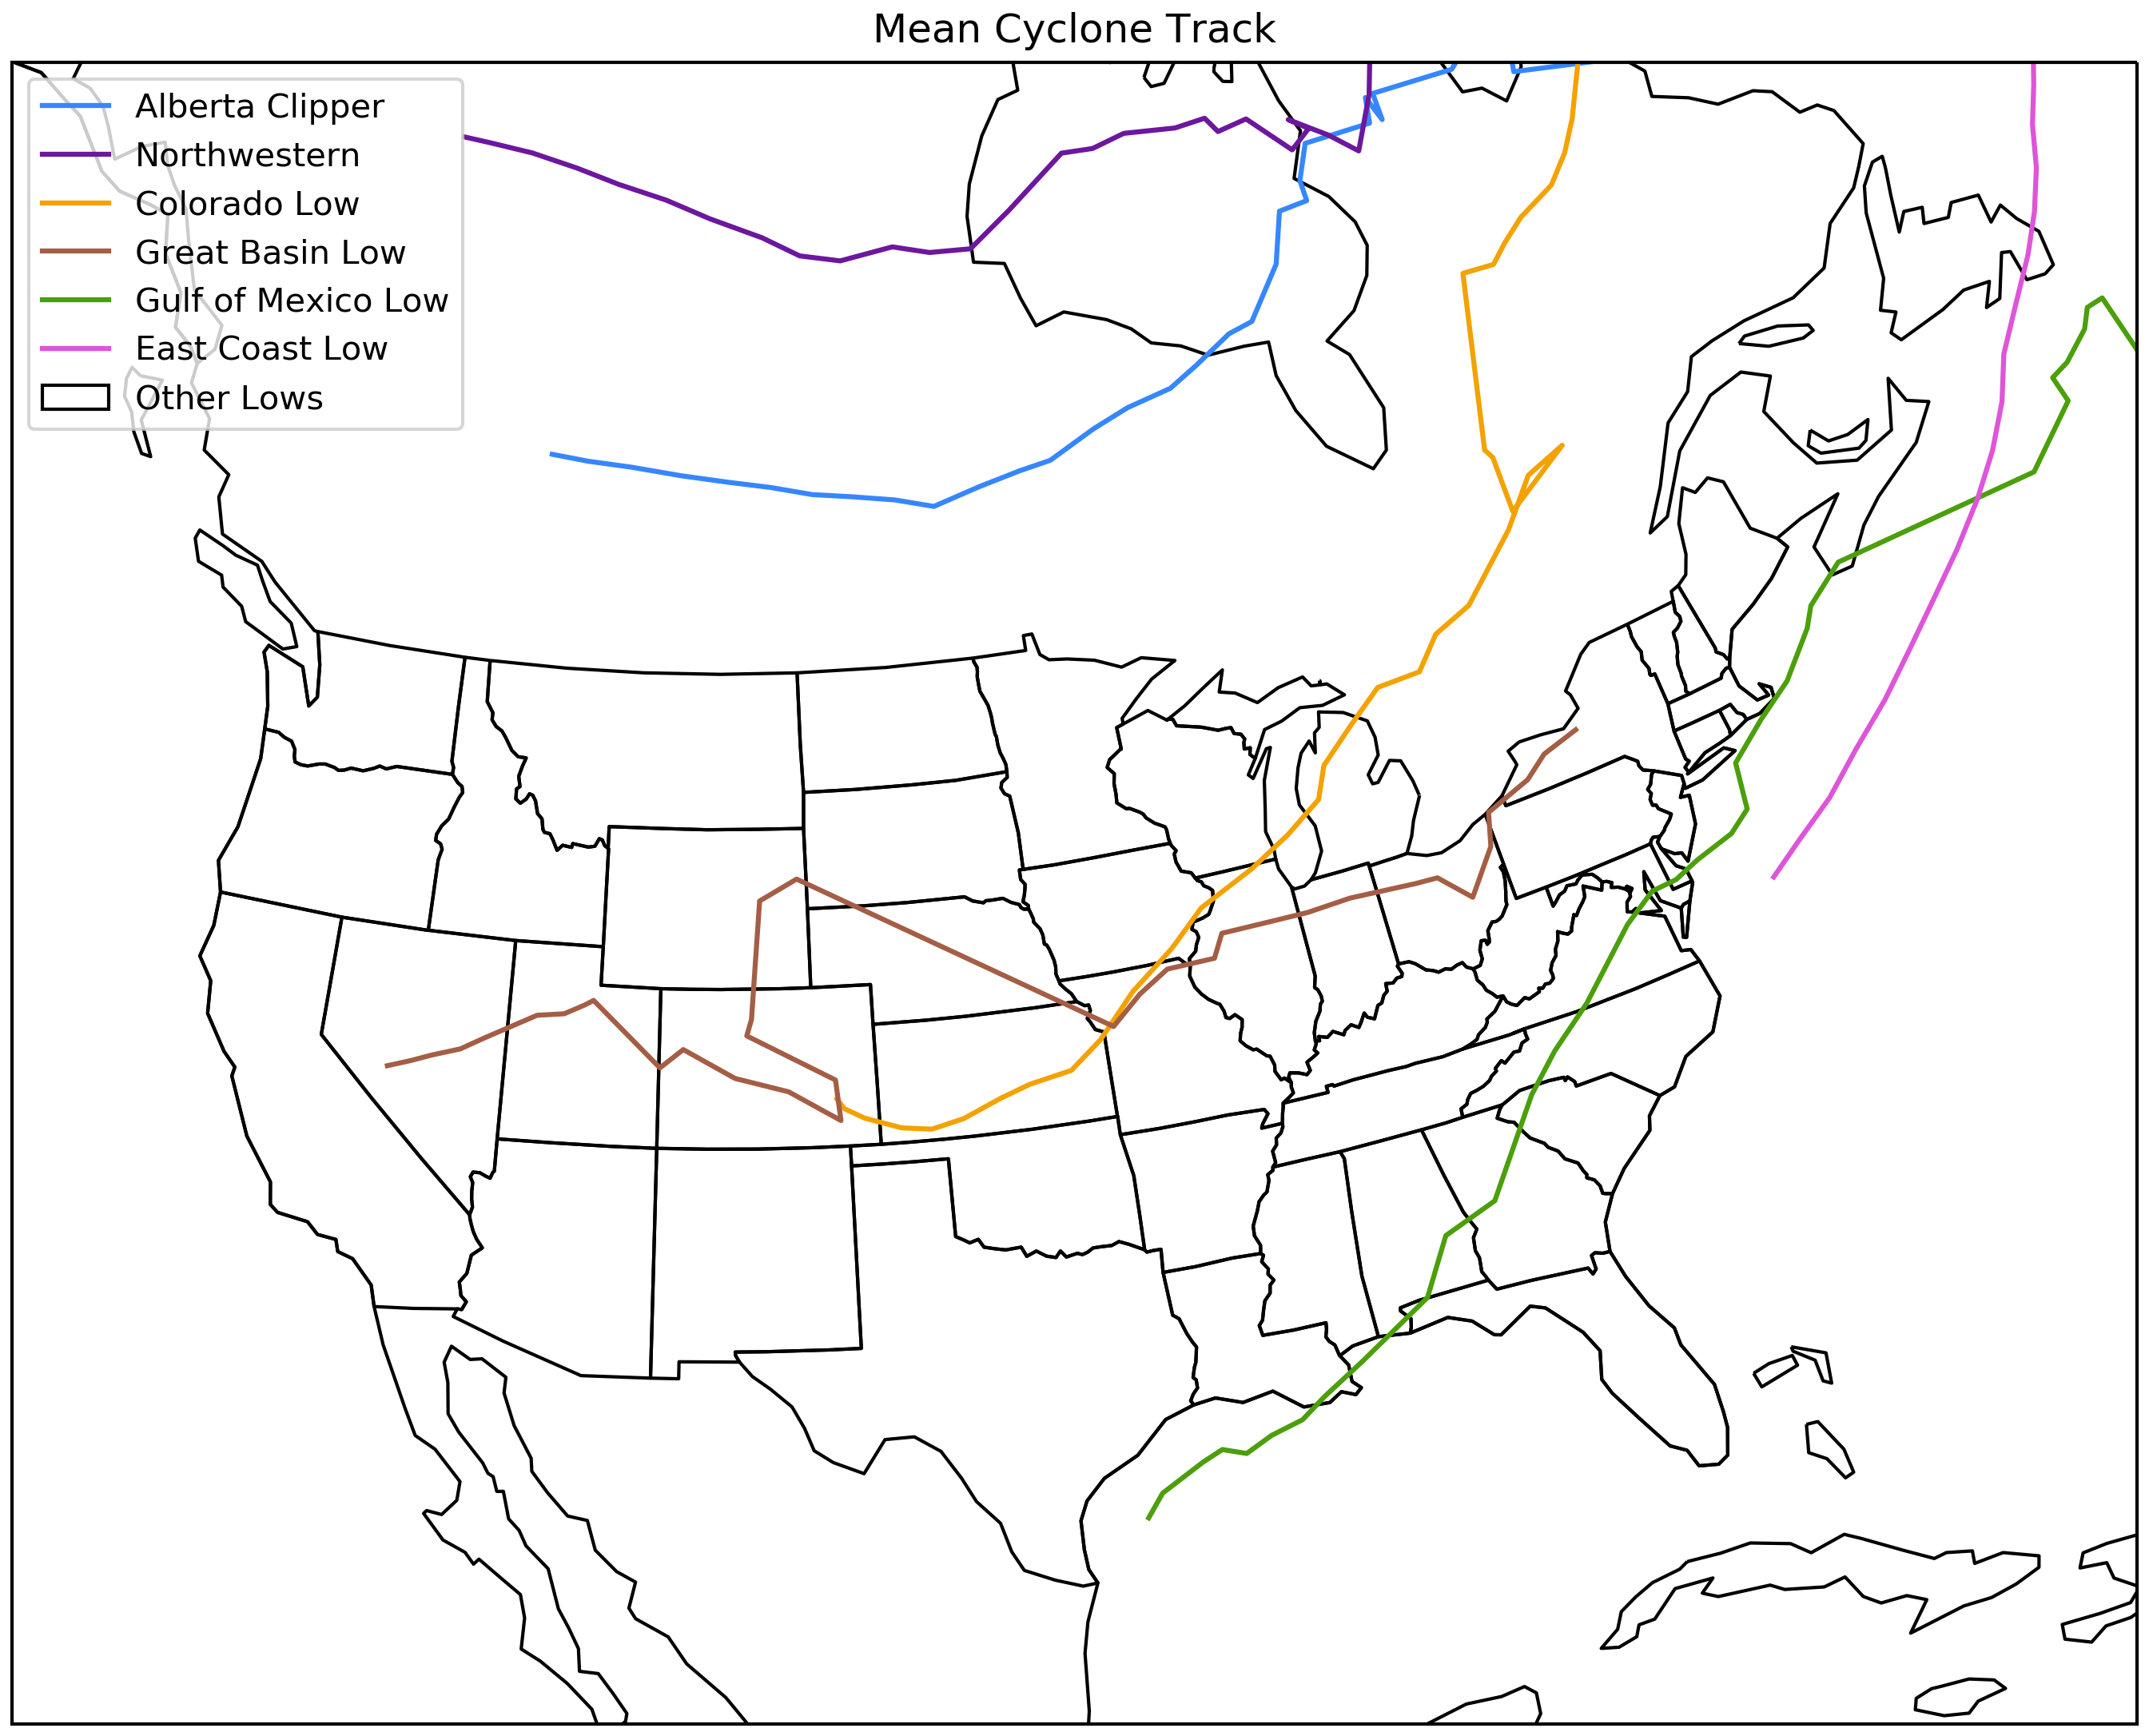 Mean Cyclone Track
Alberta Clipper
Northwestern
Colorado Low
Great Basin Low
Gulf of Mexico Low
East Coast Low
Other Lows